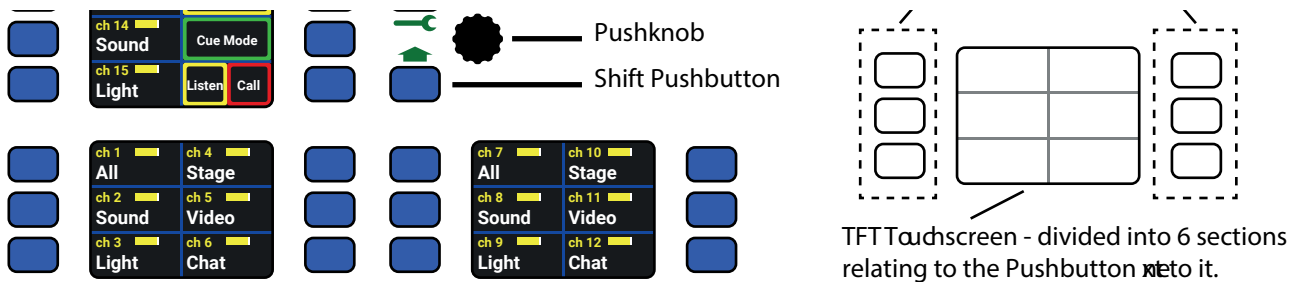 ch 14
Sound
Cue Mode
ch 15
Light
Listen
Call
Pushknob
Shift Pushbutton
ch 1
All
ch 4
Stage
ch 2
Sound
ch 5
Video
ch 3
Light
ch 6
Chat
ch 7
All
ch 10
Stage
ch 8
Sound
ch 11
Video
ch 9
Light
ch 12
Chat
TFT Touchscreen - divided into 6 sections
relating to the Pushbutton to it.